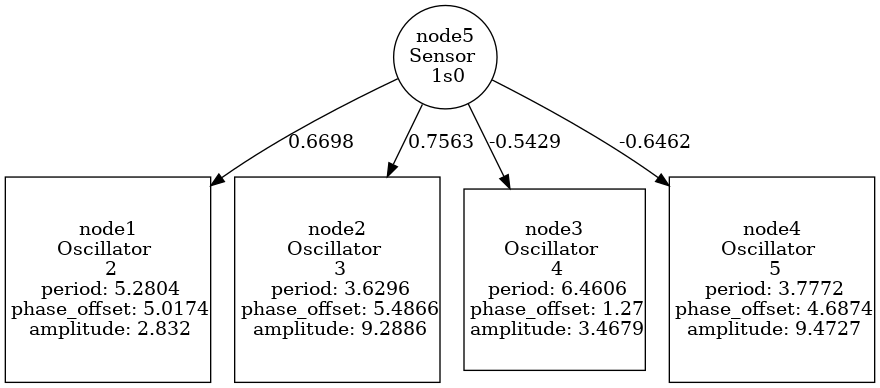 node5
Sensor
1s0
0.6698
0.7563
-0.5429
-0.6462
node1
Oscillator
2
period: 5.2804
phase_offset: 5.0174
amplitude: 2.832
node2
Oscillator
3
period: 3.6296
phase_offset: 5.4866
amplitude: 9.2886
node3
Oscillator
4
period: 6.4606
phase_offset: 1.27
amplitude: 3.4679
node4
Oscillator
5
period: 3.7772
phase_offset: 4.6874
amplitude: 9.4727